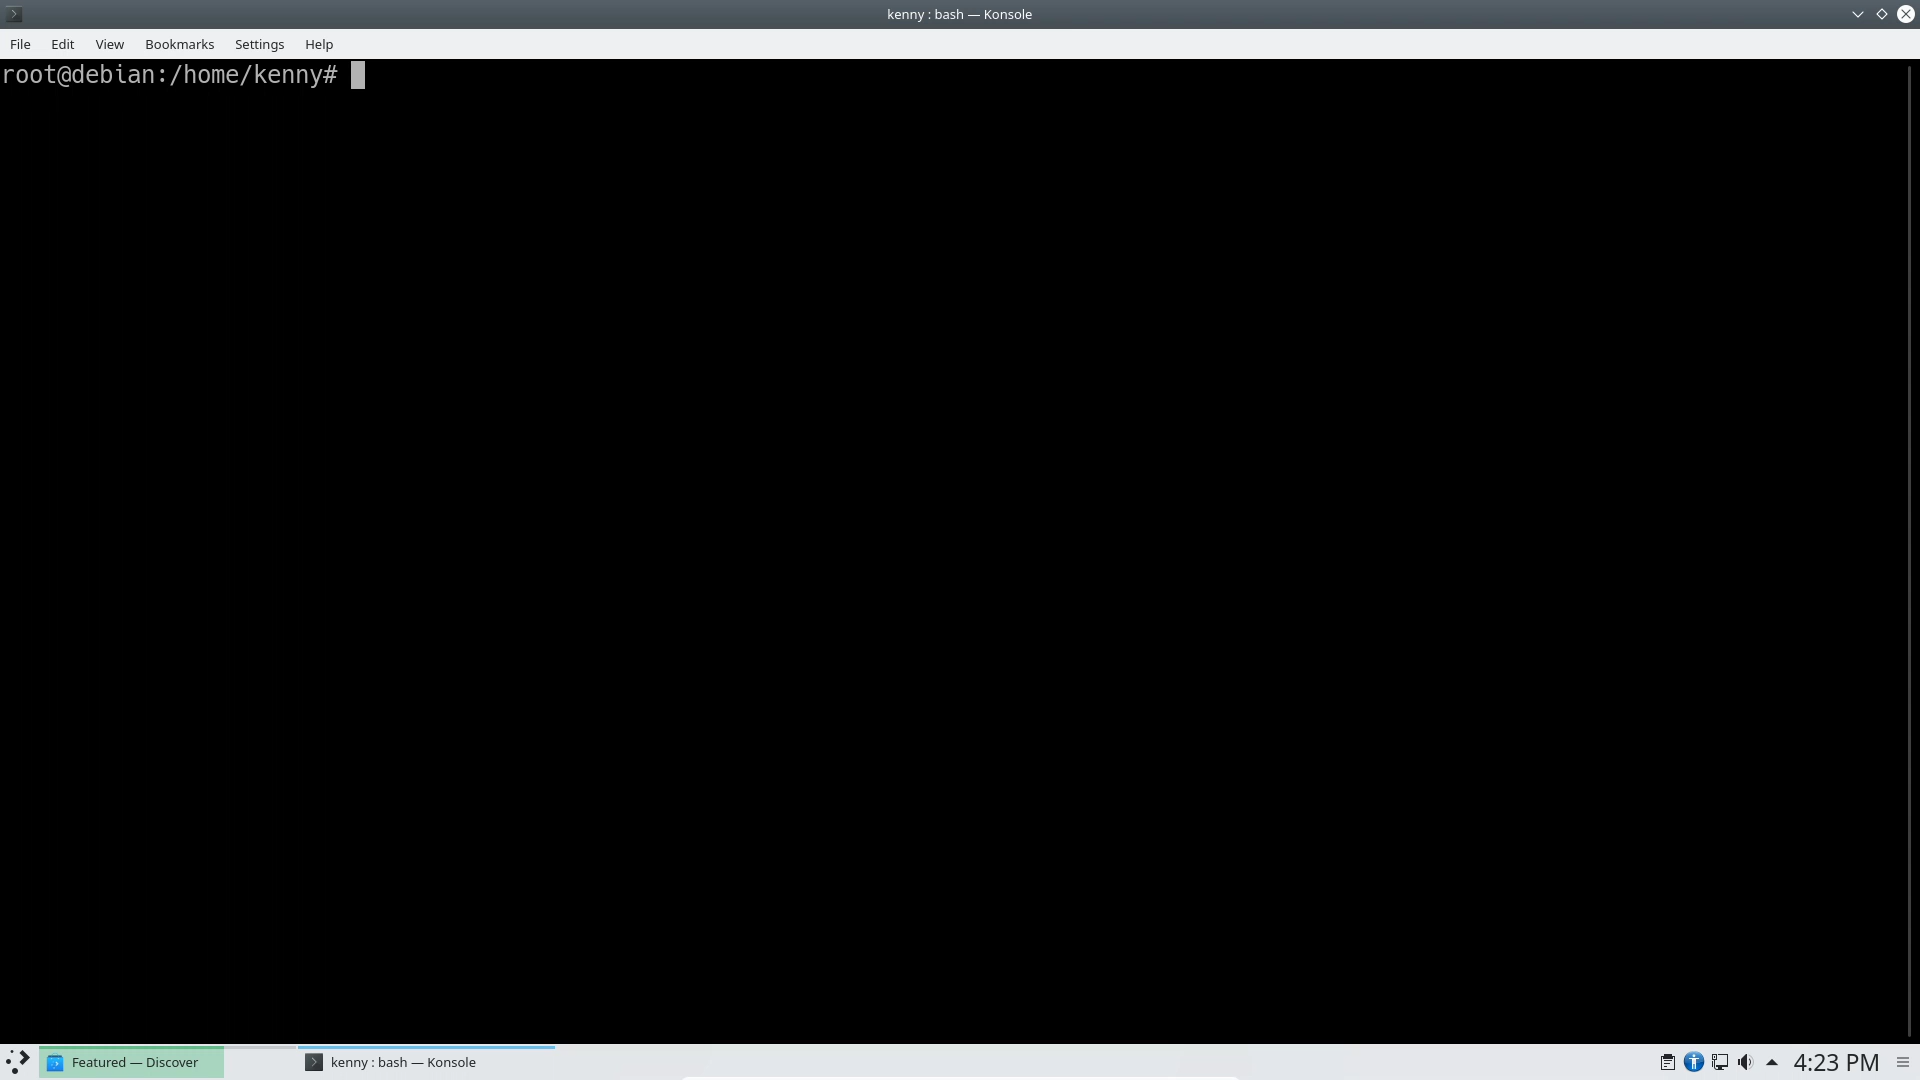 kenny : bash — Konsole
File Edit View Bookmarks Settings Help
root@debian:/home/kenny#
Featured — Discover kenny : bash — Konsole 4:23 PM